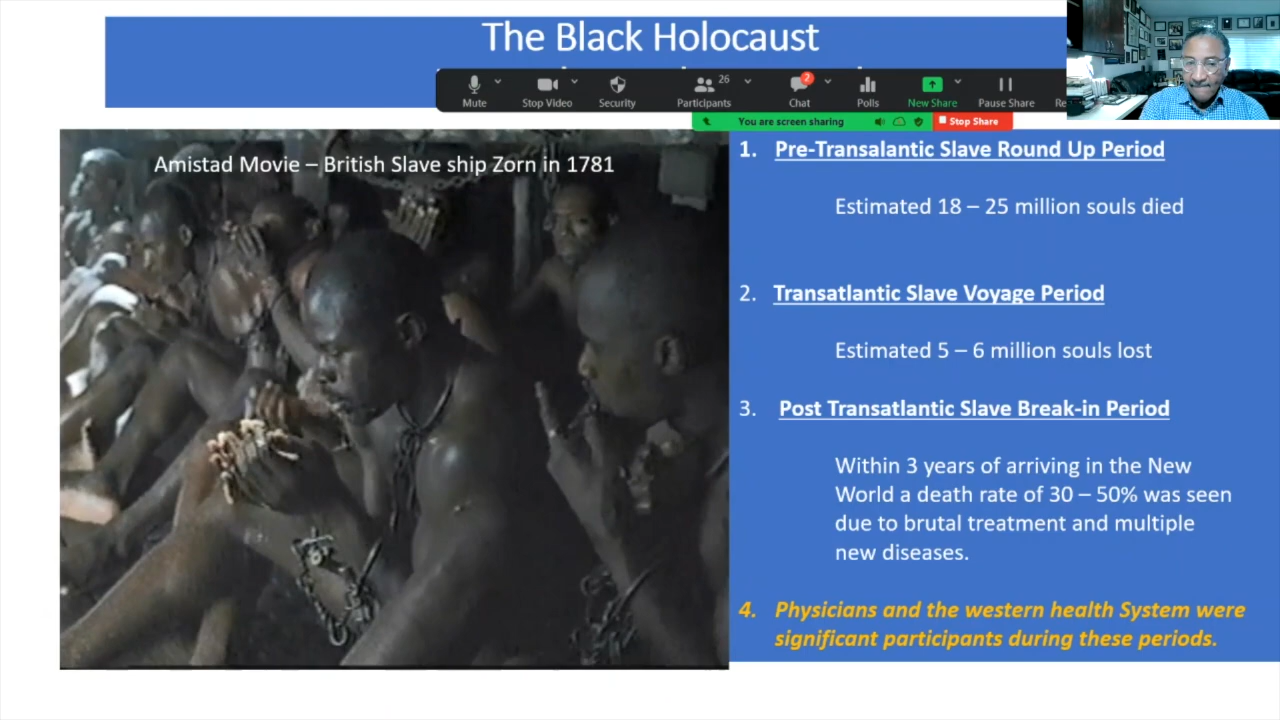 The Black Holocaust
26
2
Mute
Stop Video
Security
Participants
Chat
Polls
New Share
Pause Share
You are screen sharing
Stop Share
Amistad Movie – British Slave ship Zorn in 1781
1. Pre-Transalantic Slave Round Up Period
Estimated 18 – 25 million souls died
2. Transatlantic Slave Voyage Period
Estimated 5 – 6 million souls lost
3. Post Transatlantic Slave Break-in Period
Within 3 years of arriving in the New
World a death rate of 30 – 50% was seen
due to brutal treatment and multiple
new diseases.
4. Physicians and the western health System were
significant participants during these periods.